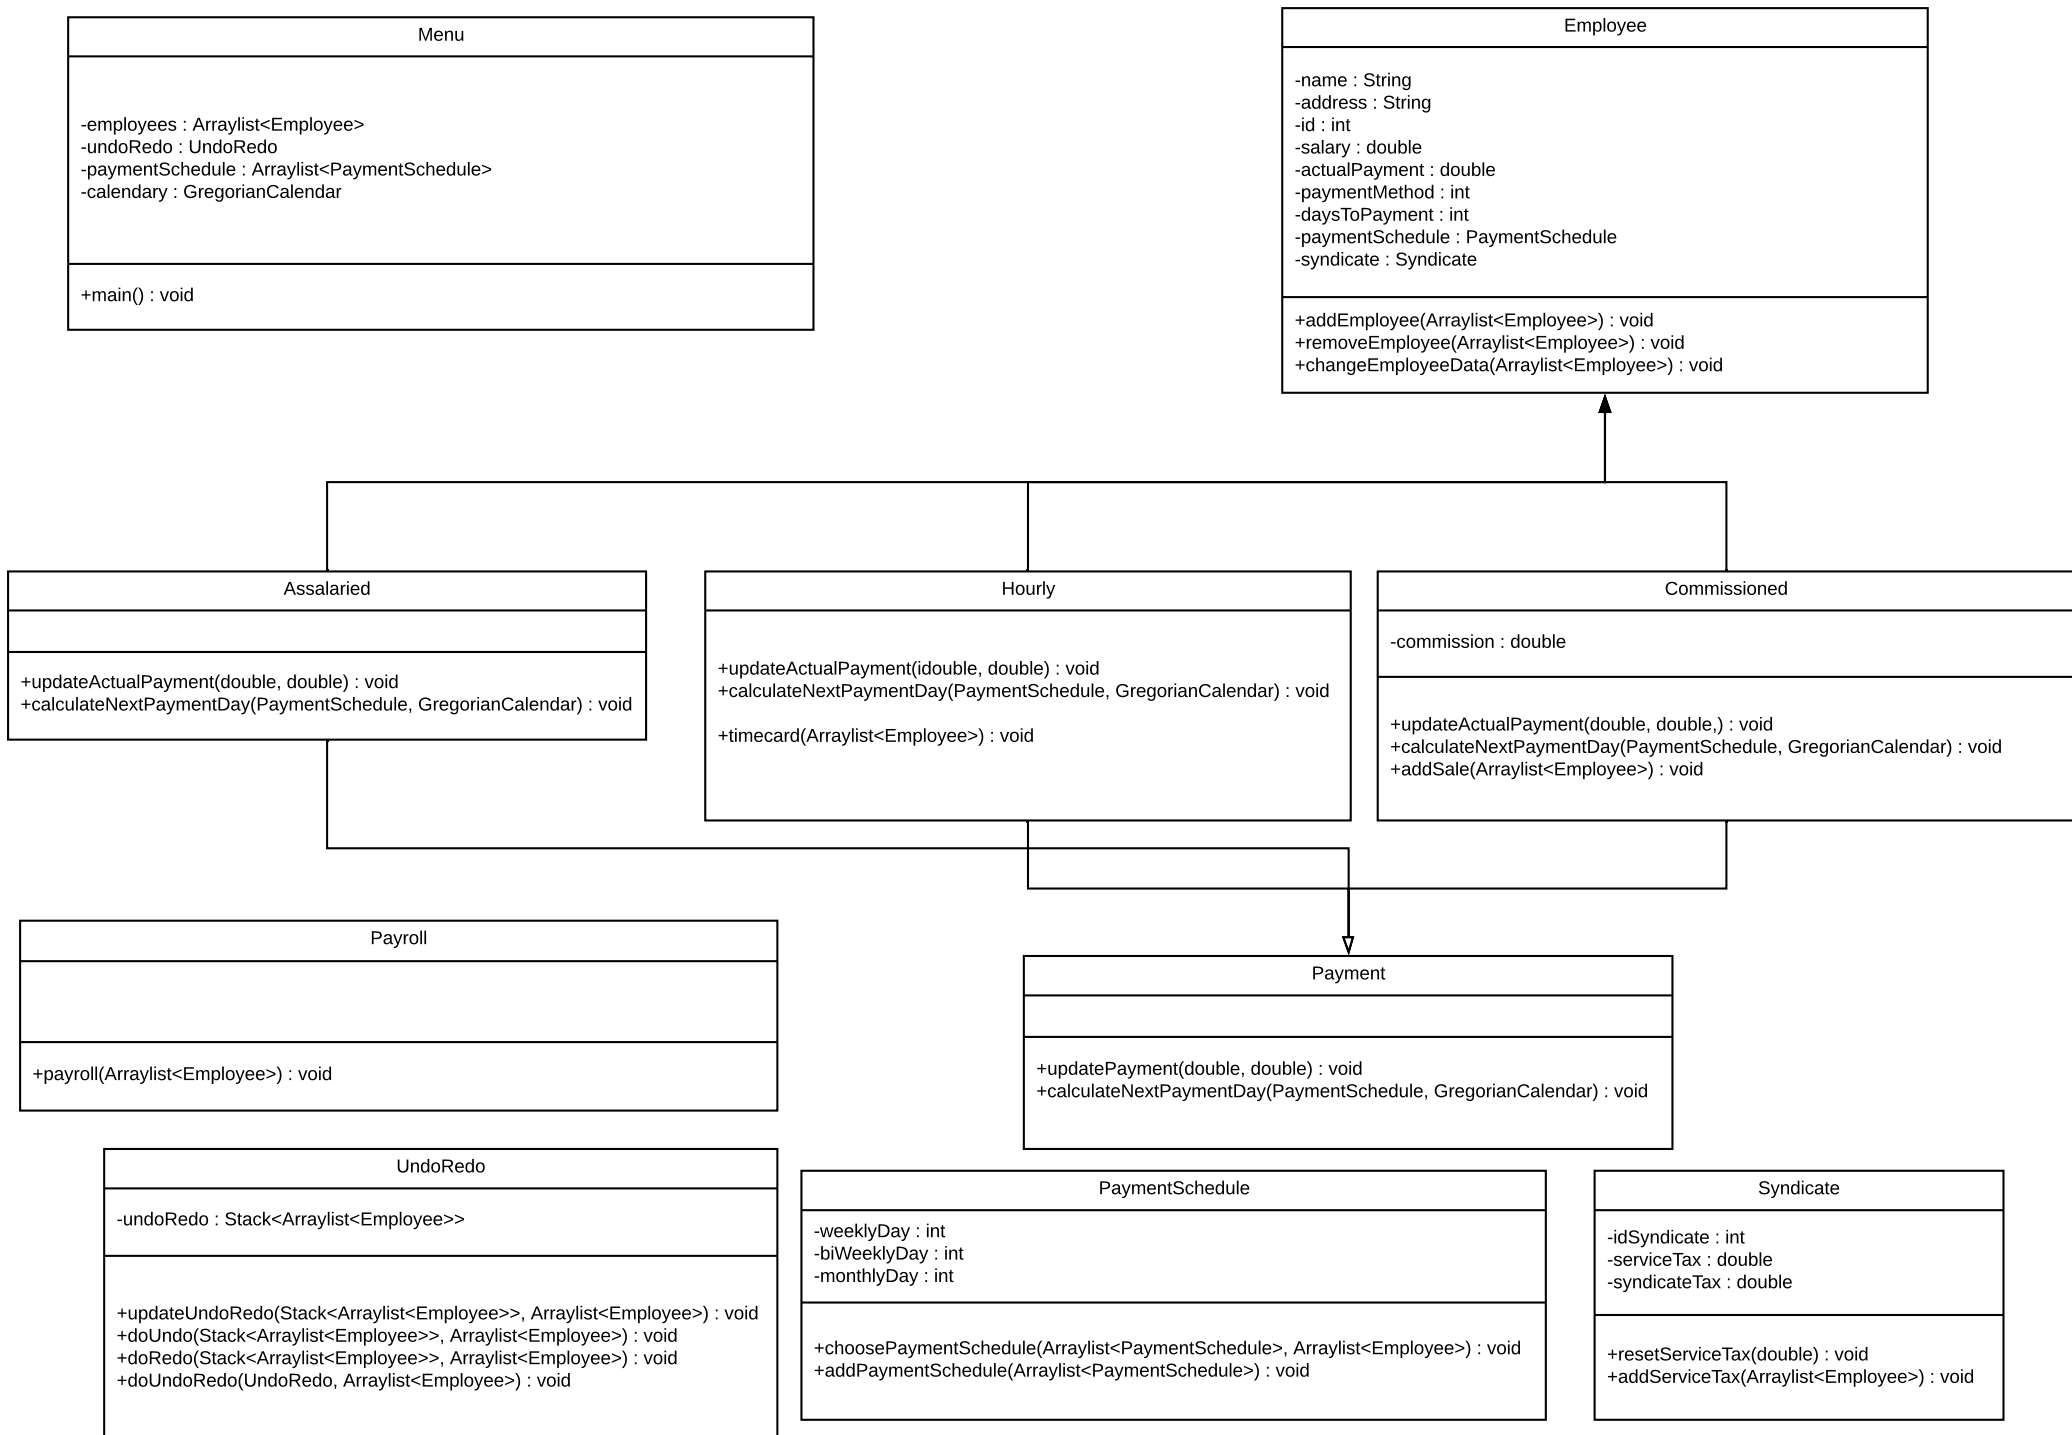 Menu
-employees : Arraylist<Employee>
-undoRedo : UndoRedo
-paymentSchedule : Arraylist<PaymentSchedule>
-calendary : GregorianCalendar
+main() : void
Employee
-name : String
-address : String
-id : int
-salary : double
-actualPayment : double
-paymentMethod : int
-daysToPayment : int
-paymentSchedule : PaymentSchedule
-syndicate : Syndicate
+addEmployee(Arraylist<Employee>) : void
+removeEmployee(Arraylist<Employee>) : void
+changeEmployeeData(Arraylist<Employee>) : void
Assalaried
+updateActualPayment(double, double) : void
+calculateNextPaymentDay(PaymentSchedule, GregorianCalendar) : void
Hourly
+updateActualPayment(idouble, double) : void
+calculateNextPaymentDay(PaymentSchedule, GregorianCalendar) : void
+timecard(Arraylist<Employee>) : void
Commissioned
-commission : double
+updateActualPayment(double, double,) : void
+calculateNextPaymentDay(PaymentSchedule, GregorianCalendar) : void
+addSale(Arraylist<Employee>) : void
Payroll
+payroll(Arraylist<Employee>) : void
Payment
+updatePayment(double, double) : void
+calculateNextPaymentDay(PaymentSchedule, GregorianCalendar) : void
UndoRedo
-undoRedo : Stack<Arraylist<Employee>>
+updateUndoRedo(Stack<Arraylist<Employee>>, Arraylist<Employee>) : void
+doUndo(Stack<Arraylist<Employee>>, Arraylist<Employee>) : void
+doRedo(Stack<Arraylist<Employee>>, Arraylist<Employee>) : void
+doUndoRedo(UndoRedo, Arraylist<Employee>) : void
PaymentSchedule
-weeklyDay : int
-biWeeklyDay : int
-monthlyDay : int
+choosePaymentSchedule(Arraylist<PaymentSchedule>, Arraylist<Employee>) : void
+addPaymentSchedule(Arraylist<PaymentSchedule>) : void
Syndicate
-idSyndicate : int
-serviceTax : double
-syndicateTax : double
+resetServiceTax(double) : void
+addServiceTax(Arraylist<Employee>) : void